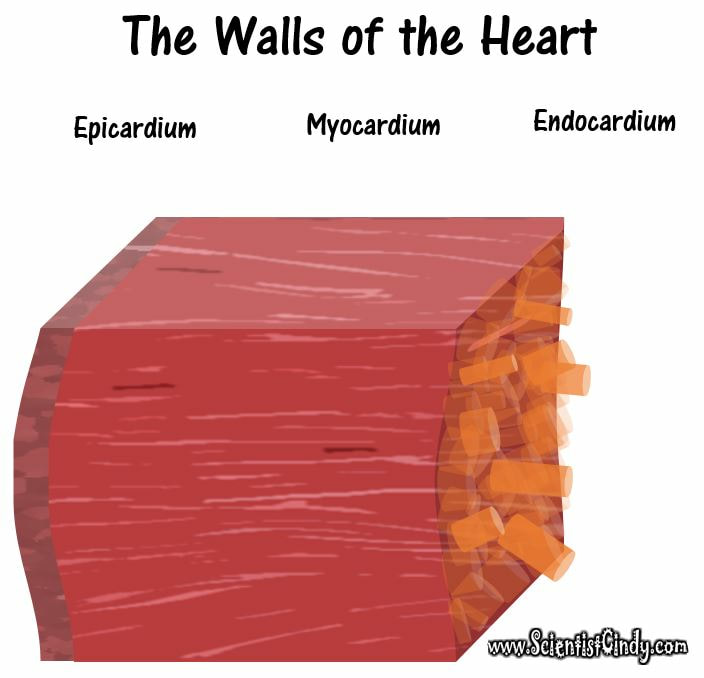 The Walls of the Heart
Epicardium Myocardium Endocardium
www.ScientistCindy.com